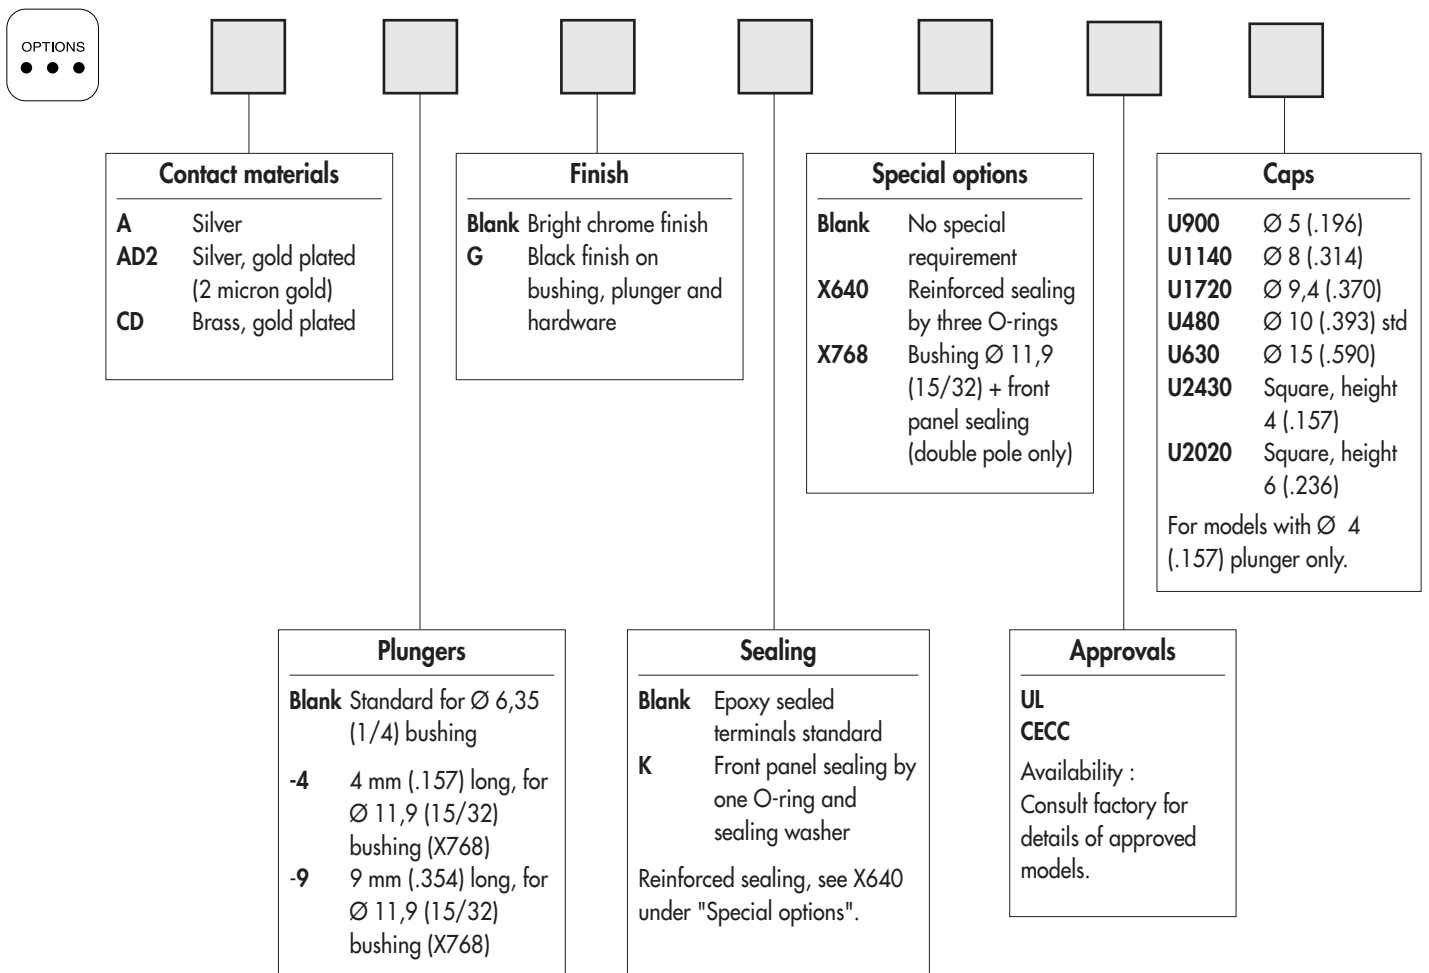 OPTIONS
Contact materials
A Silver
AD2 Silver, gold plated
(2 micron gold)
CD Brass, gold plated
Finish
Blank Bright chrome finish
G Black finish on
bushing, plunger and
hardware
Special options
Blank No special
requirement
X640 Reinforced sealing
by three O-rings
X768 Bushing Ø 11,9
(15/32) + front
panel sealing
(double pole only)
Caps
U900 Ø 5 (.196)
U1140 Ø 8 (.314)
U1720 Ø 9,4 (.370)
U480 Ø 10 (.393) std
U630 Ø 15 (.590)
U2430 Square, height
4 (.157)
U2020 Square, height
6 (.236)
For models with Ø 4
(.157) plunger only.
Plungers
Blank Standard for Ø 6,35
(1/4) bushing
-4 4 mm (.157) long, for
Ø 11,9 (15/32)
bushing (X768)
-9 9 mm (.354) long, for
Ø 11,9 (15/32)
bushing (X768)
Sealing
Blank Epoxy sealed
terminals standard
K Front panel sealing by
one O-ring and
sealing washer
Reinforced sealing, see X640
under "Special options".
Approvals
UL
CECC
Availability :
Consult factory for
details of approved
models.